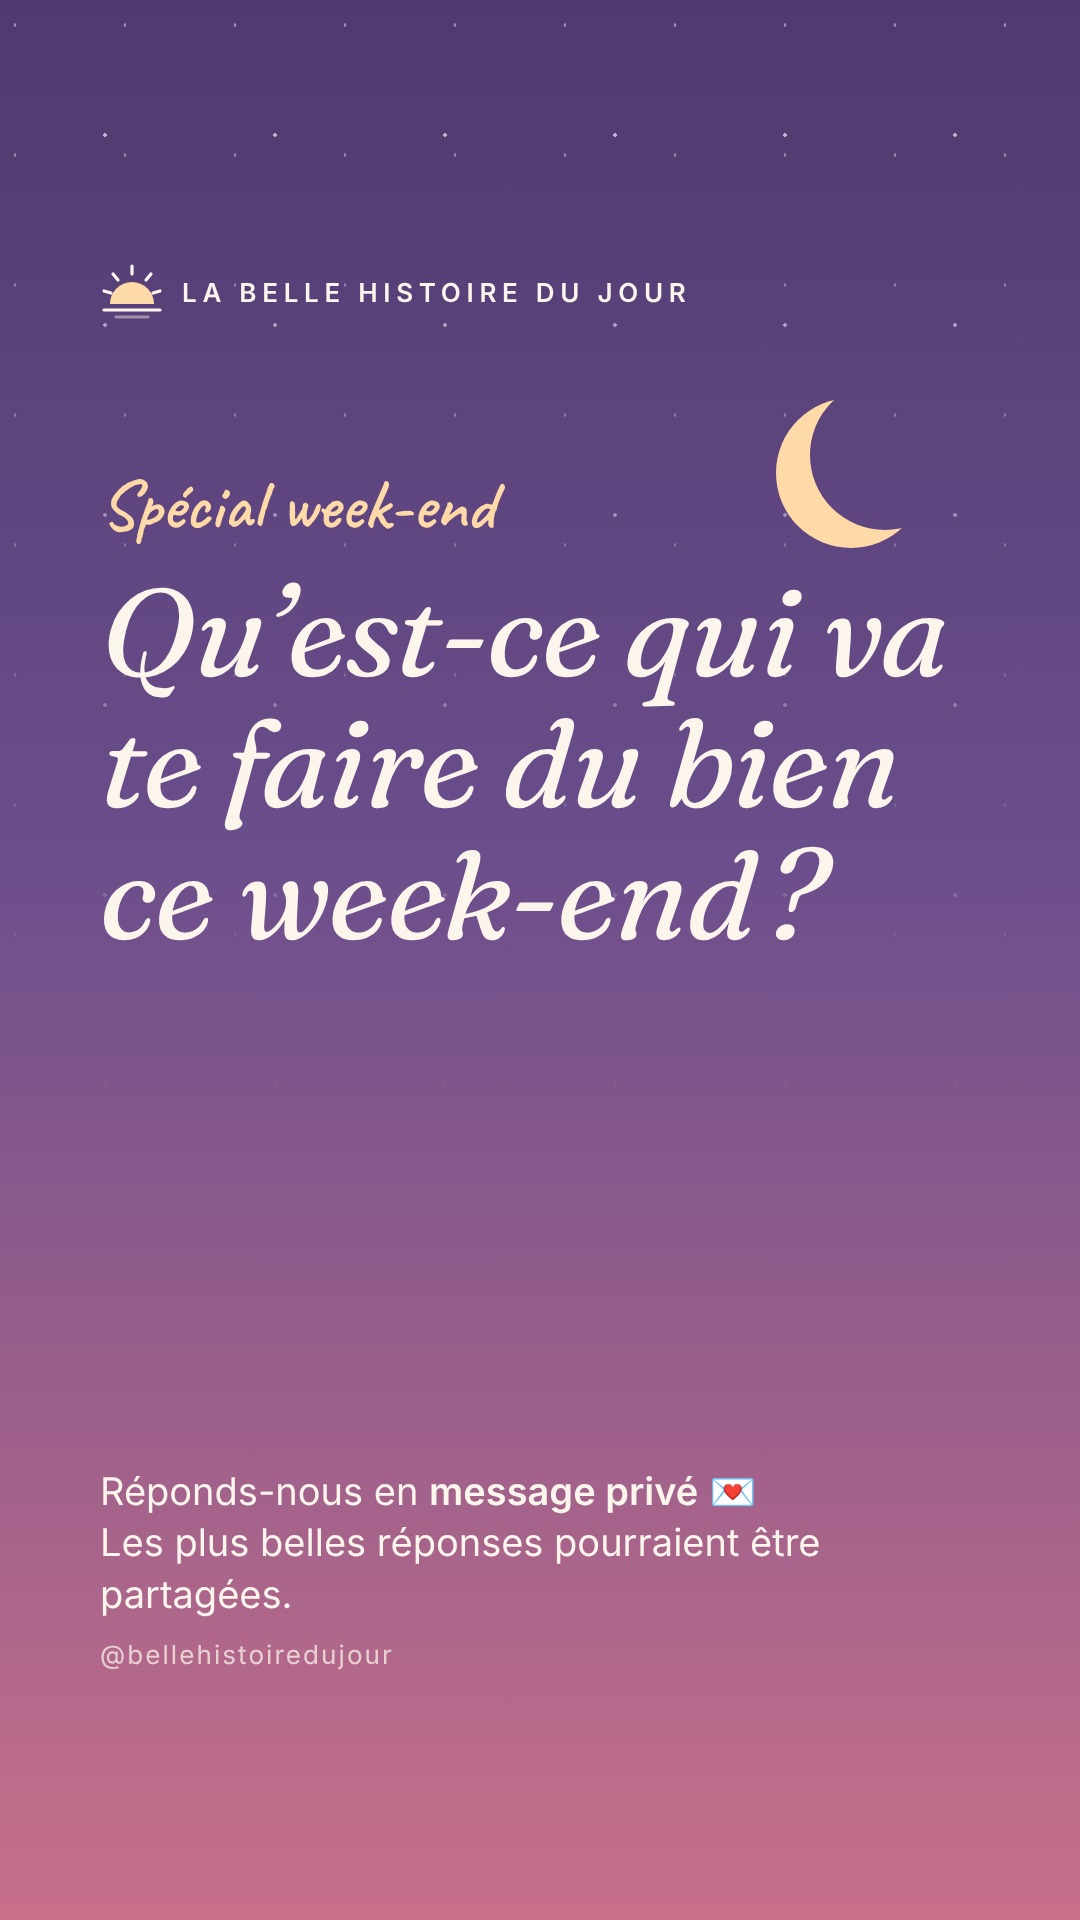 LA BELLE HISTOIRE DU JOUR
Spécial week-end
Qu’est-ce qui va
te faire du bien
ce week-end ?
Réponds-nous en message privé 💌
Les plus belles réponses pourraient être
partagées.
@bellehistoiredujour